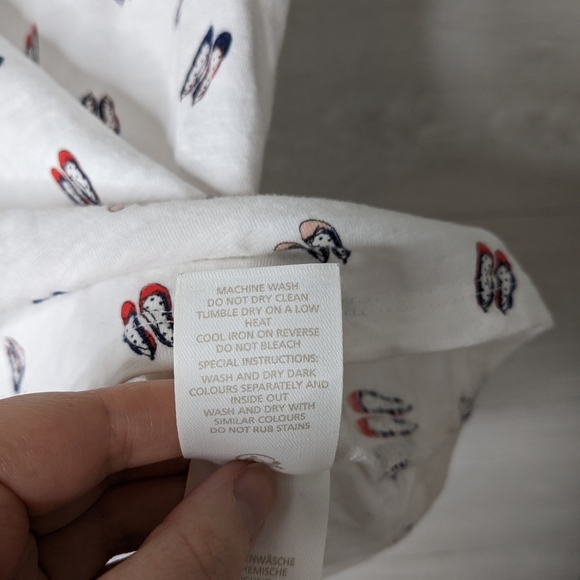 MACHINE WASH
DO NOT DRY CLEAN
TUMBLE DRY ON A LOW
HEAT
COOL IRON ON REVERSE
DO NOT BLEACH
SPECIAL INSTRUCTIONS:
WASH AND DRY DARK
COLOURS SEPARATELY AND
INSIDE OUT
WASH AND DRY WITH
SIMILAR COLOURS
DO NOT RUB STAINS